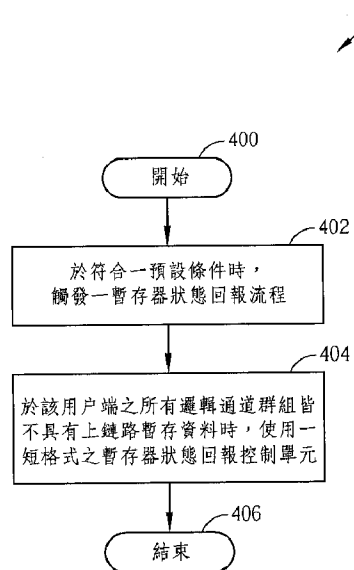 400
開始
402
於符合一預設條件時，
觸發一暫存器狀態回報流程
404
於該用戶端之所有邏輯通道群組皆
不具有上鏈路暫存資料時，使用一
短格式之暫存器狀態回報控制單元
406
結束